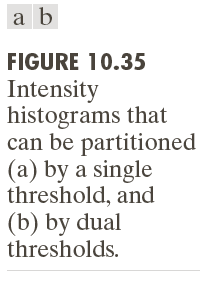 a b
FIGURE 10.35
Intensity
histograms that
can be partitioned
(a) by a single
threshold, and
(b) by dual
thresholds.